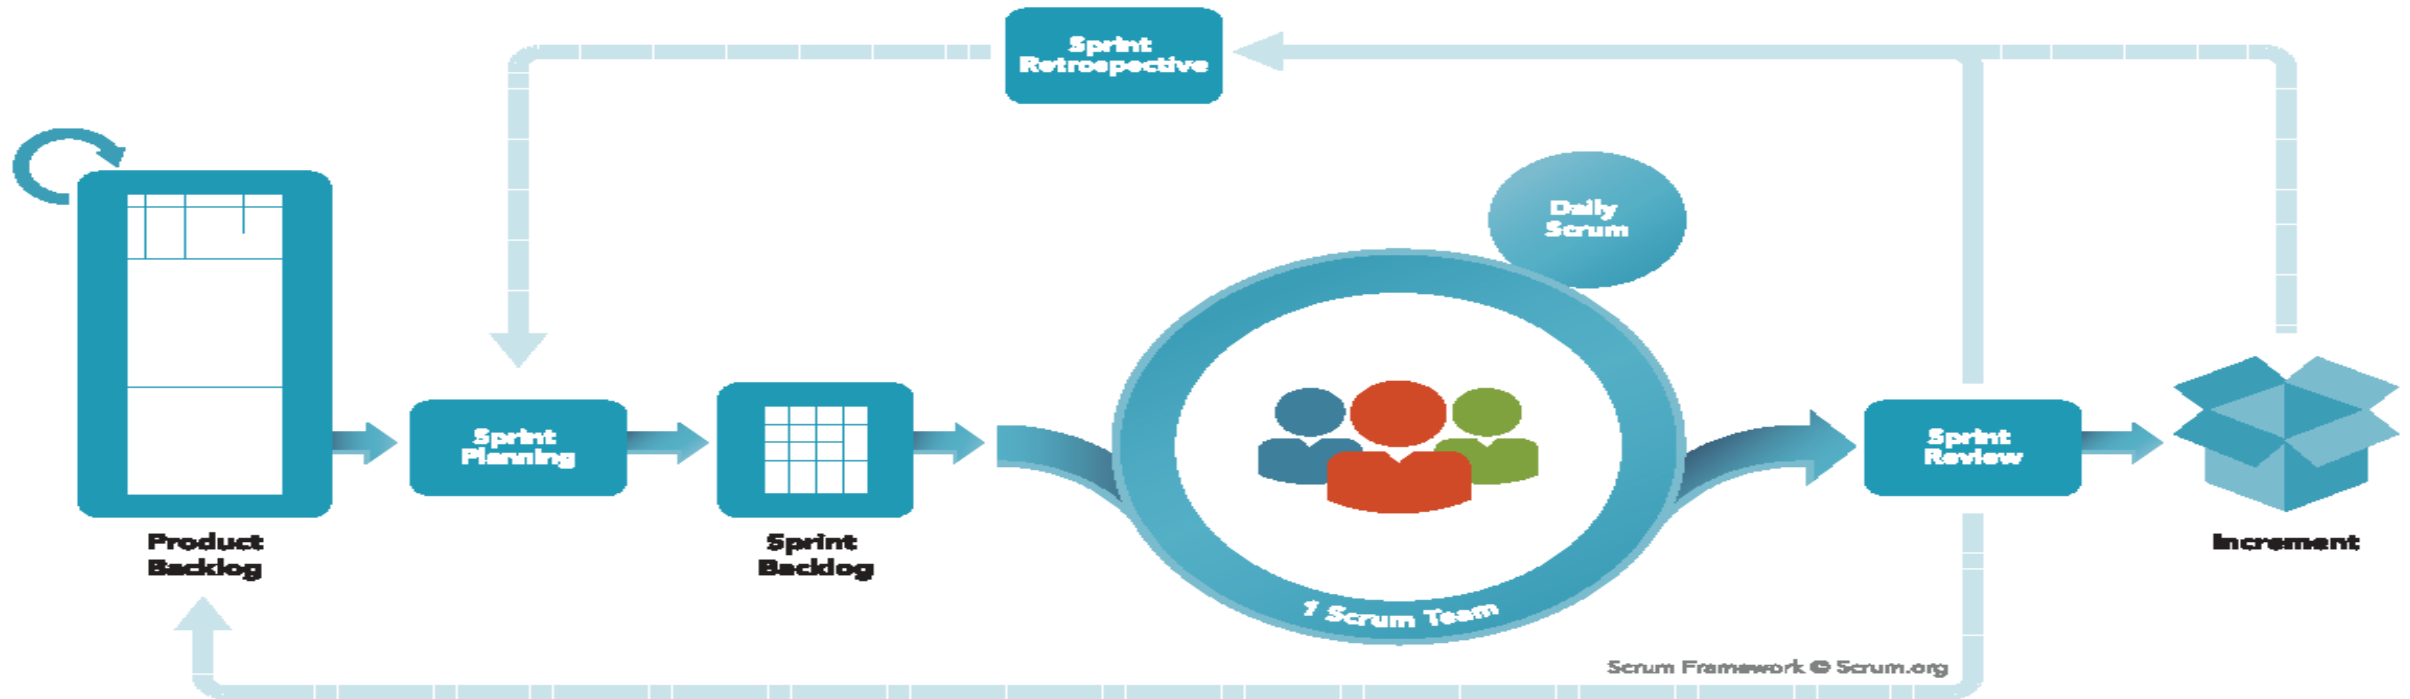 Sprint
Retrospective
Daily
Scrum
Sprint
Planning
Sprint
Review
Product
Backlog
Sprint
Backlog
Increment
1 Scrum Team
Scrum Framework © Scrum.org